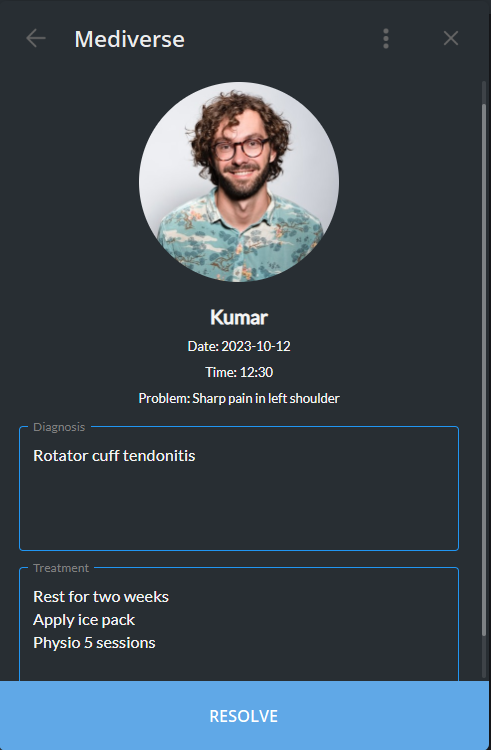 Mediverse
Kumar
Date: 2023-10-12
Time: 12:30
Problem: Sharp pain in left shoulder
Diagnosis
Rotator cuff tendonitis
Treatment
Rest for two weeks
Apply ice pack
Physio 5 sessions
RESOLVE